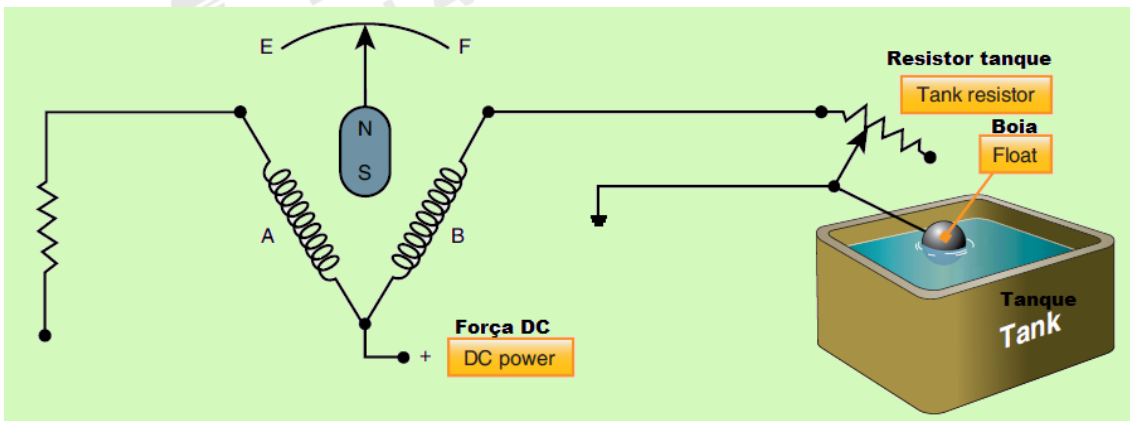 E
F
Resistor tanque
Tank resistor
Boia
Float
N
S
A
B
Tanque
Tank
Força DC
+
DC power